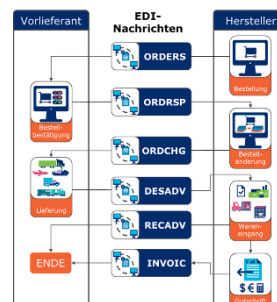 Vorlieferant
EDI-
Nachrichten
Hersteller
ORDERS
Bestellung
ORDRSP
Bestell-
bestätigung
ORDCHG
Bestell-
änderung
DESADV
Lieferung
RECADV
Waren-
eingang
ENDE
INVOIC
Gutschrift